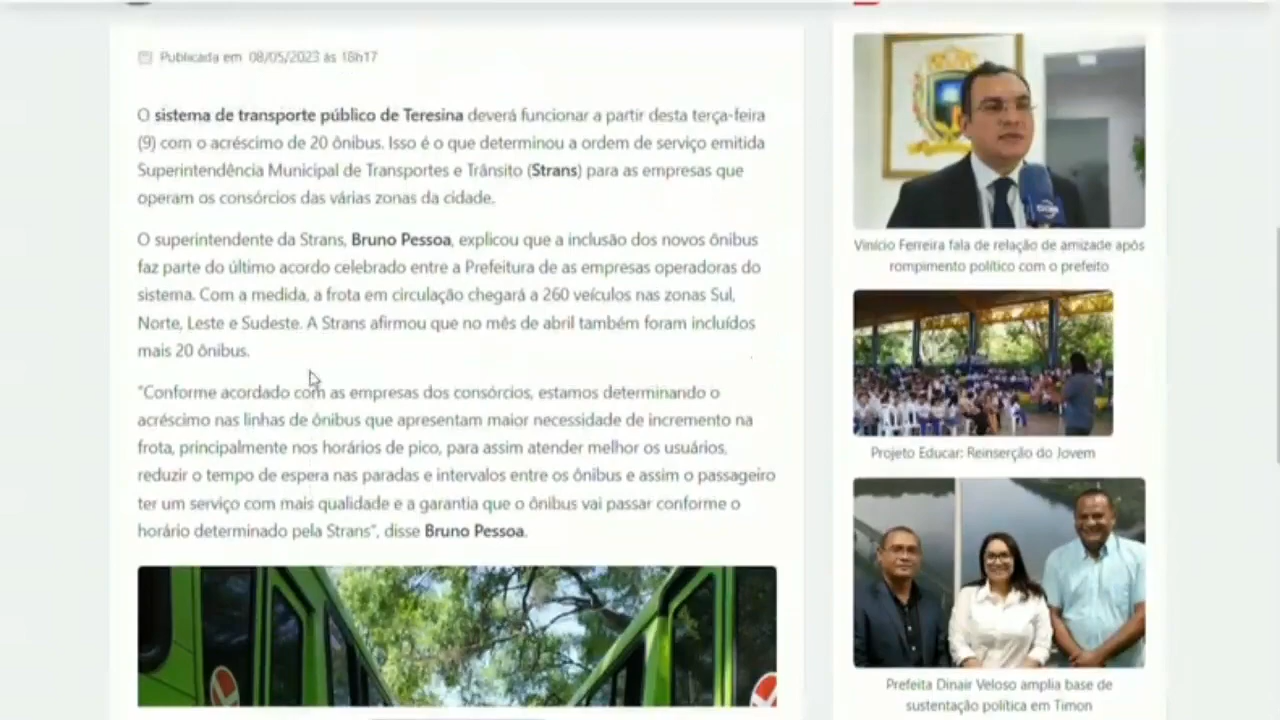 Publicada em 08/05/2023 às 18h17
O sistema de transporte público de Teresina deverá funcionar a partir desta terça-feira
(9) com o acréscimo de 20 ônibus. Isso é o que determinou a ordem de serviço emitida
Superintendência Municipal de Transportes e Trânsito (Strans) para as empresas que
operam os consórcios das várias zonas da cidade.
O superintendente da Strans, Bruno Pessoa, explicou que a inclusão dos novos ônibus
faz parte do último acordo celebrado entre a Prefeitura de as empresas operadoras do
sistema. Com a medida, a frota em circulação chegará a 260 veículos nas zonas Sul,
Norte, Leste e Sudeste. A Strans afirmou que no mês de abril também foram incluídos
mais 20 ônibus.
"Conforme acordado com as empresas dos consórcios, estamos determinando o
acréscimo nas linhas de ônibus que apresentam maior necessidade de incremento na
frota, principalmente nos horários de pico, para assim atender melhor os usuários,
reduzir o tempo de espera nas paradas e intervalos entre os ônibus e assim o passageiro
ter um serviço com mais qualidade e a garantia que o ônibus vai passar conforme o
horário determinado pela Strans", disse Bruno Pessoa.
Vinício Ferreira fala de relação de amizade após
rompimento político com o prefeito
Projeto Educar: Reinserção do Jovem
Prefeita Dinair Veloso amplia base de
sustentação política em Timon